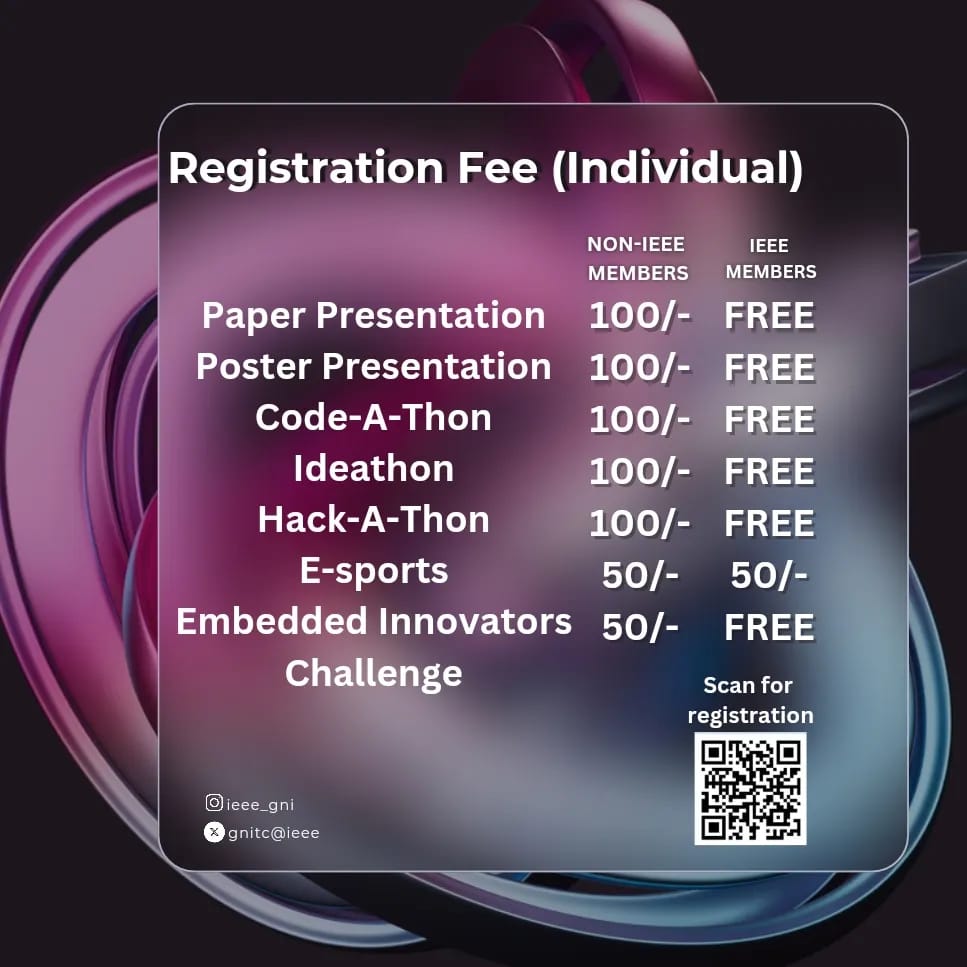 Registration Fee (Individual)
NON-IEEE MEMBERS IEEE MEMBERS
Paper Presentation 100/- FREE
Poster Presentation 100/- FREE
Code-A-Thon 100/- FREE
Ideathon 100/- FREE
Hack-A-Thon 100/- FREE
E-sports 50/- 50/-
Embedded Innovators 50/- FREE
Challenge
Scan for
registration
ieee_gni
gnitc@ieee